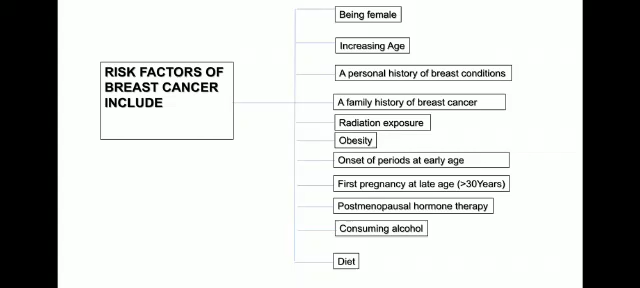 RISK FACTORS OF
BREAST CANCER
INCLUDE
Being female
Increasing Age
A personal history of breast conditions
A family history of breast cancer
Radiation exposure
Obesity
Onset of periods at early age
First pregnancy at late age (>30Years)
Postmenopausal hormone therapy
Consuming alcohol
Diet